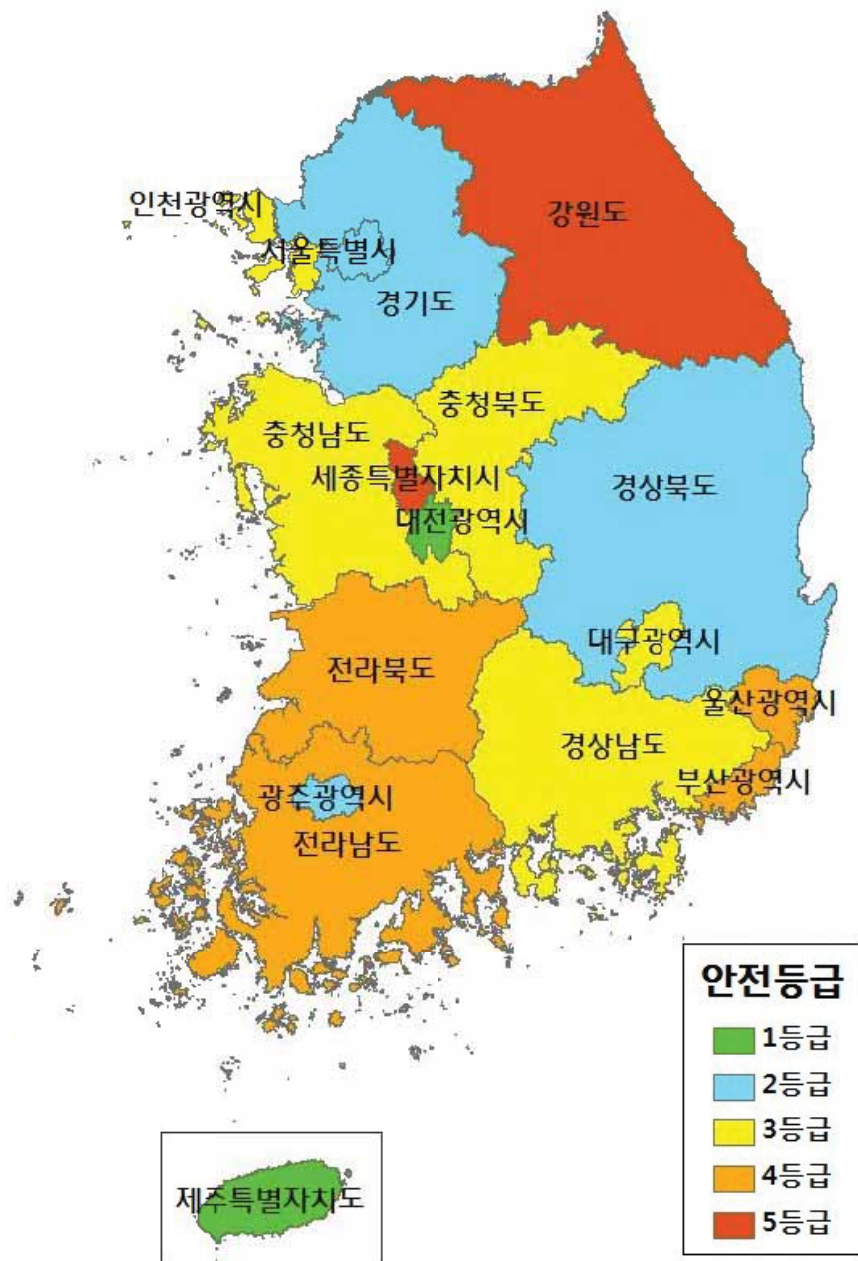 인천광역시
강원도
서울특별시
경기도
충청북도
충청남도
세종특별자치시
경상북도
대전광역시
대구광역시
전라북도
울산광역시
경상남도
부산광역시
광주광역시
전라남도
안전등급
1등급
2등급
3등급
4등급
5등급
제주특별자치도